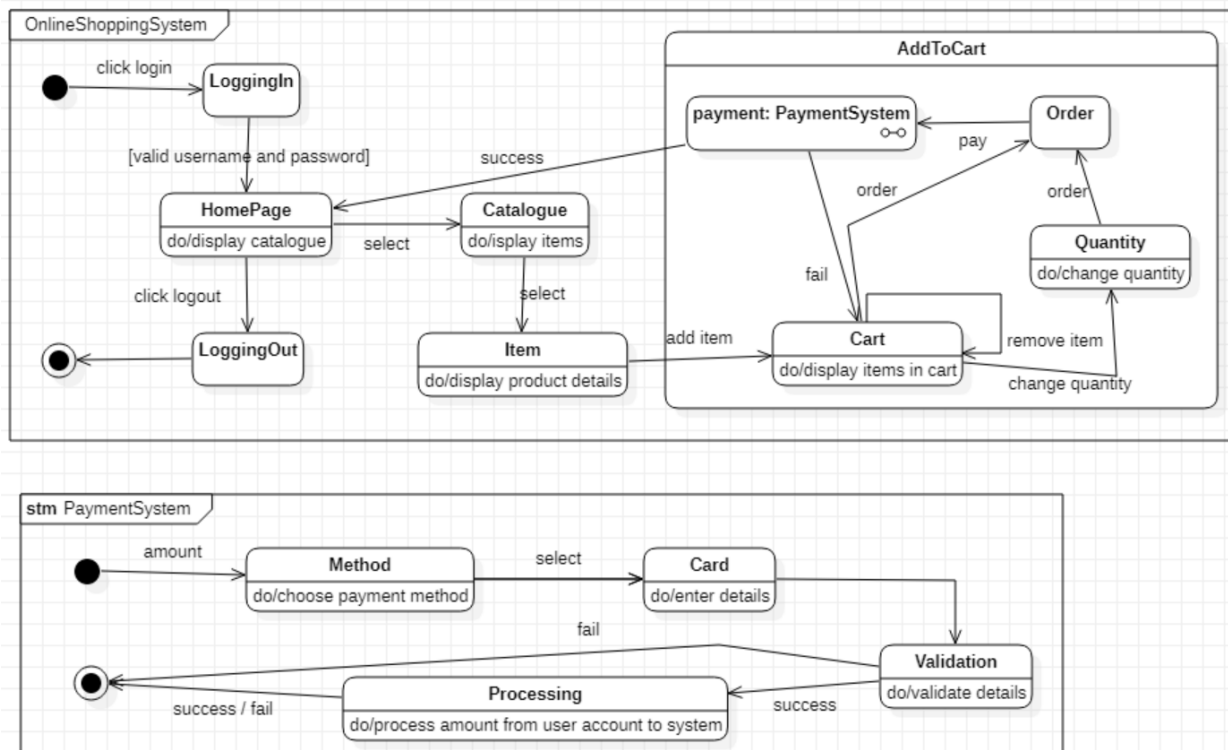 OnlineShoppingSystem
AddToCart
click login
LoggingIn
payment: PaymentSystem
Order
pay
[valid username and password]
success
order
order
HomePage
do/display catalogue
select
Catalogue
do/isplay items
Quantity
do/change quantity
click logout
select
fail
LoggingOut
Item
do/display product details
add item
Cart
do/display items in cart
remove item
change quantity
stm PaymentSystem
amount
Method
do/choose payment method
select
Card
do/enter details
fail
Validation
do/validate details
success
Processing
do/process amount from user account to system
success / fail